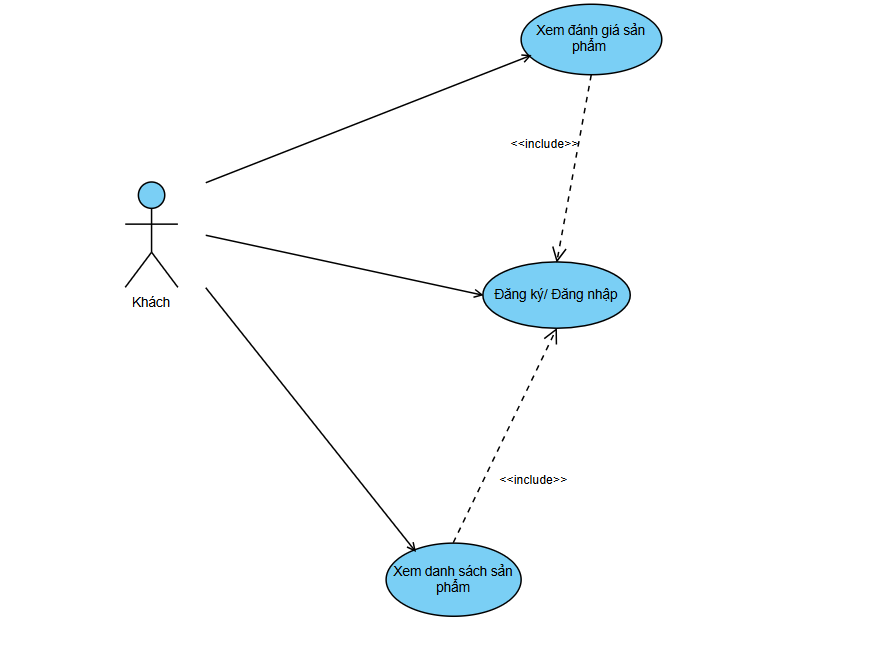 Xem đánh giá sản
phẩm
<<include>>
Đăng ký/ Đăng nhập
Khách
<<include>>
Xem danh sách sản
phẩm